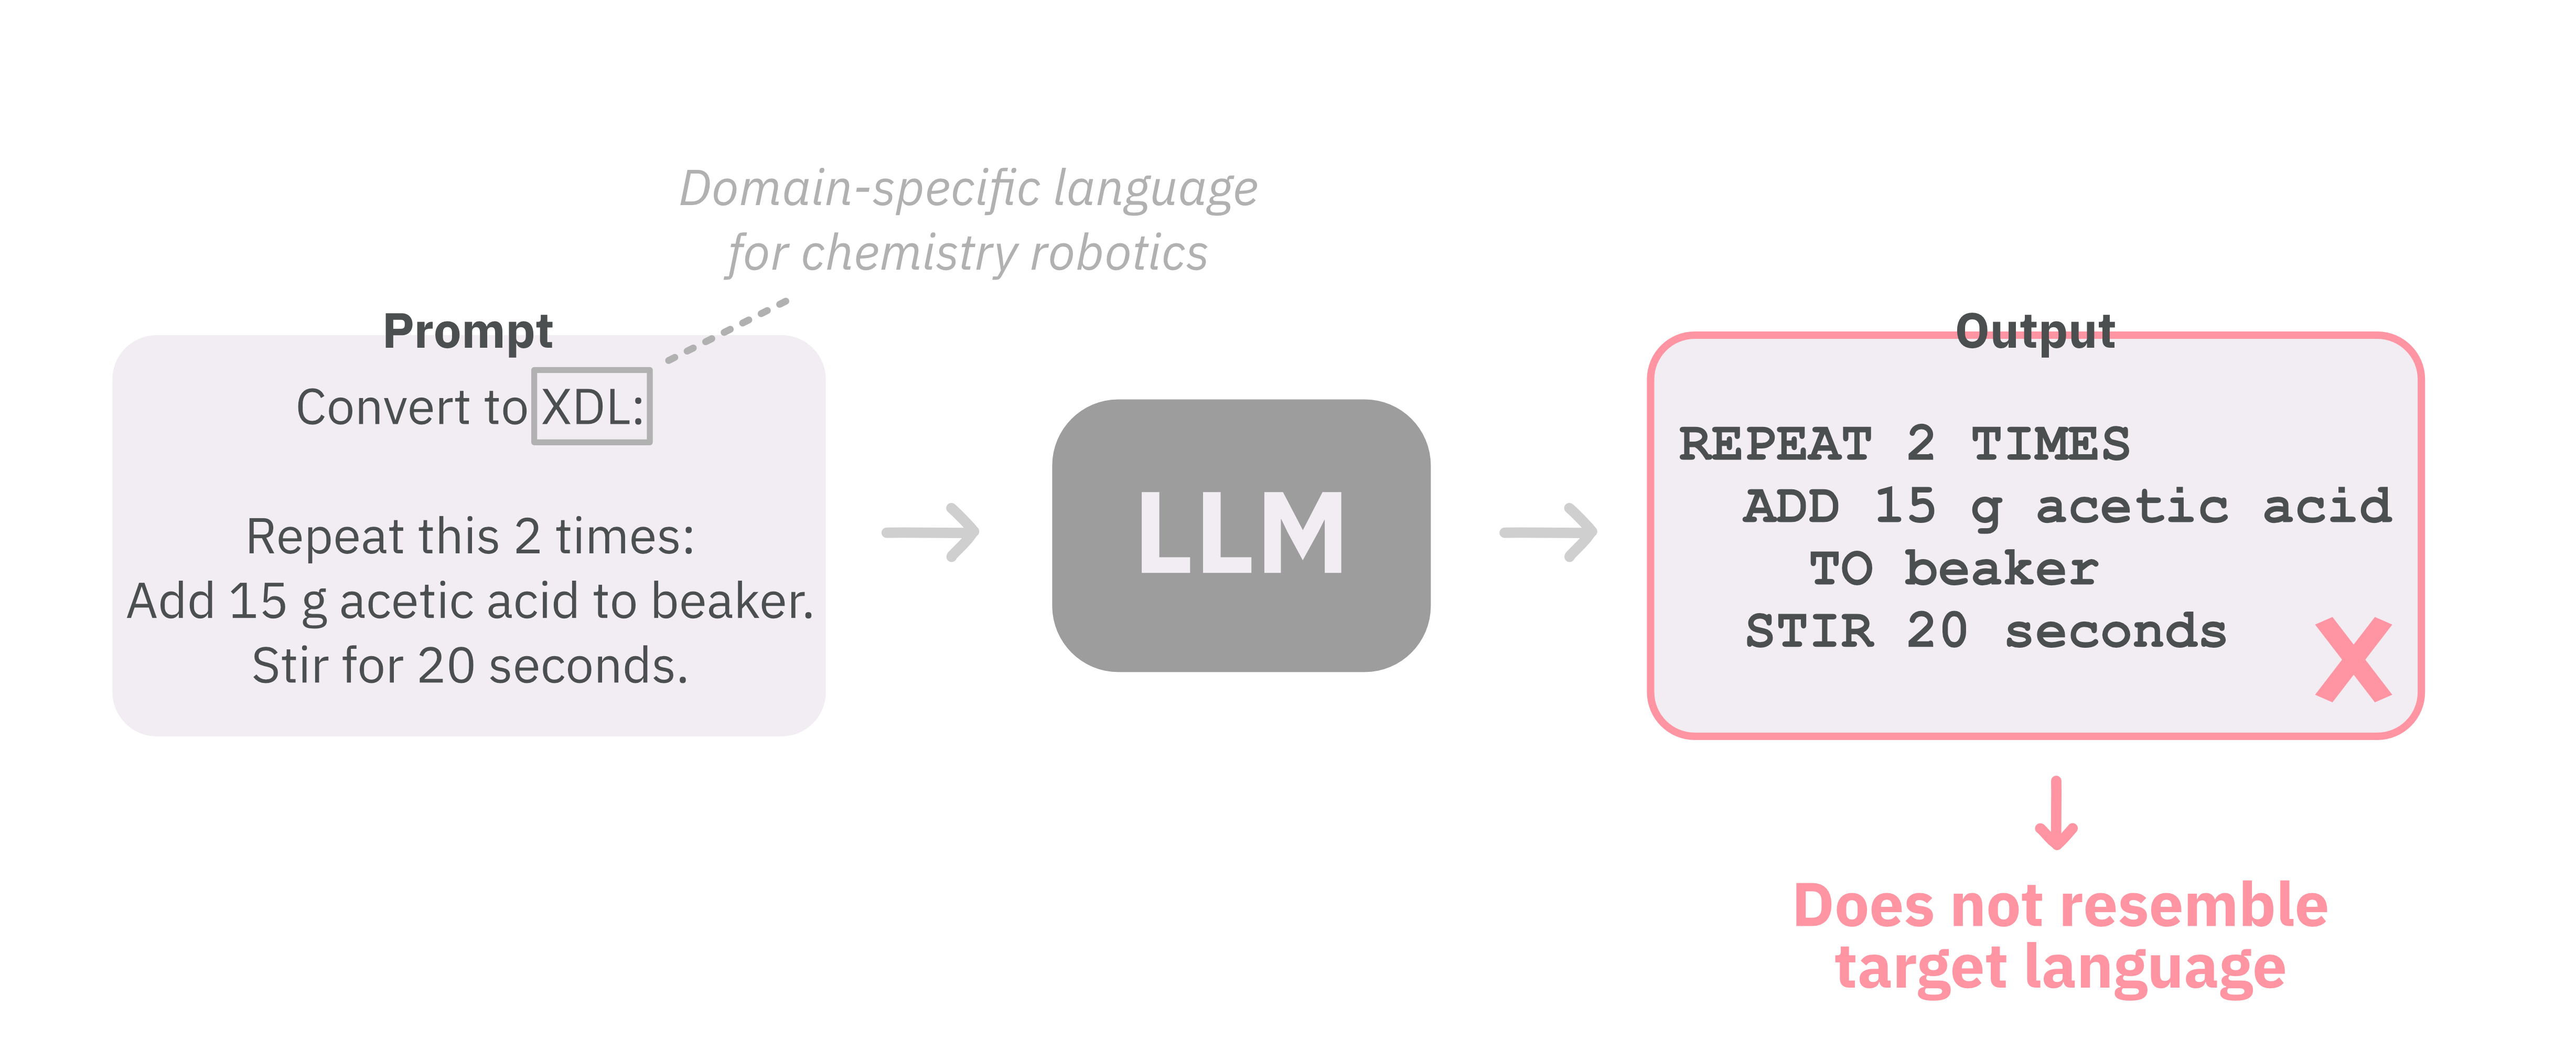 Domain-specific language
for chemistry robotics
Prompt
Convert to XDL:
Repeat this 2 times:
Add 15 g acetic acid to beaker.
Stir for 20 seconds.
LLM
Output
REPEAT 2 TIMES
ADD 15 g acetic acid
TO beaker
STIR 20 seconds
X
Does not resemble
target language